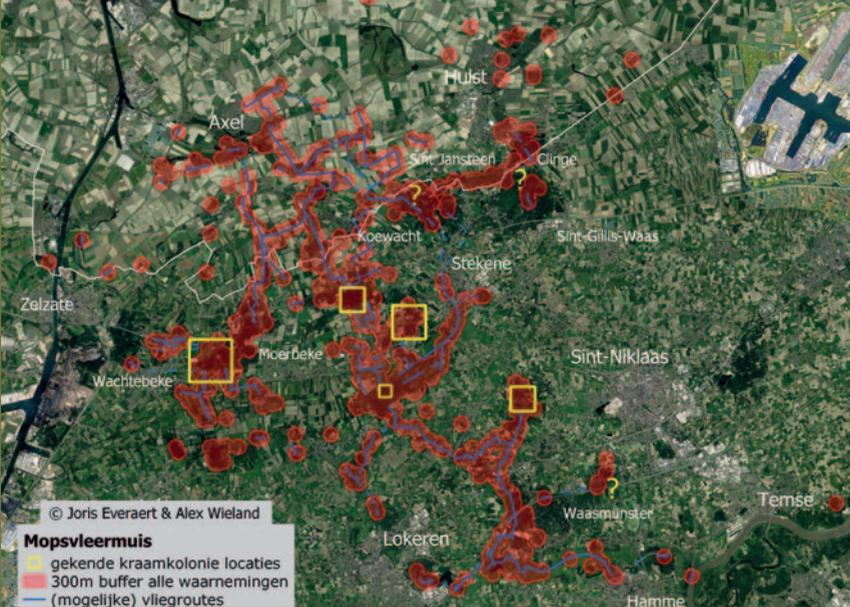 Hulst
Axel
Sint Jansteen
Clinge
?
?
Koewacht
Sint-Gillis-Waas
Stekene
Zelzate
Moerbeke
Sint-Niklaas
Wachtebeke
?
Waasmunster
Temse
Lokeren
Hamme
© Joris Everaert & Alex Wieland
Mopsvleermuis
gekende kraamkolonie locaties
300m buffer alle waarnemingen
(mogelijke) vliegroutes